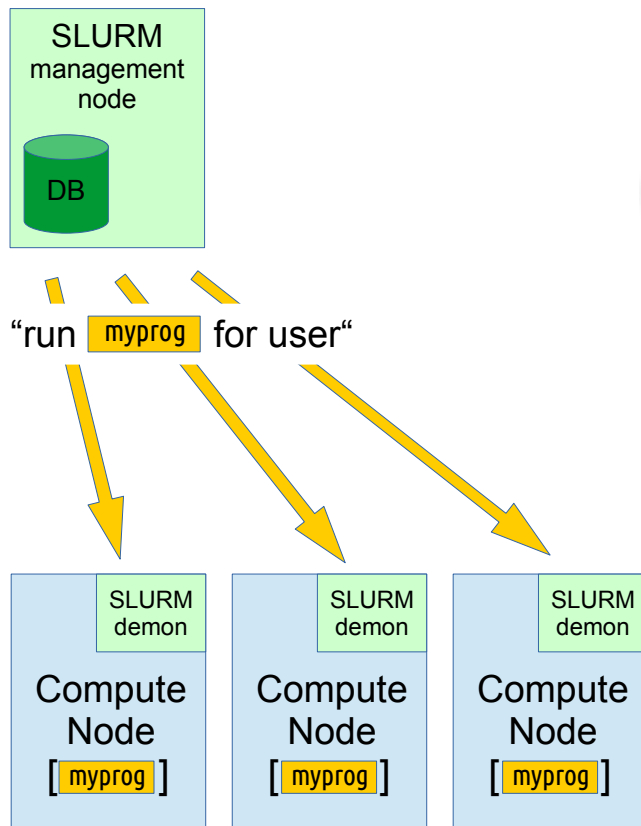 SLURM
management
node
DB
“run myprog for user“
SLURM
demon
Compute
Node
[myprog]
SLURM
demon
Compute
Node
[myprog]
SLURM
demon
Compute
Node
[myprog]